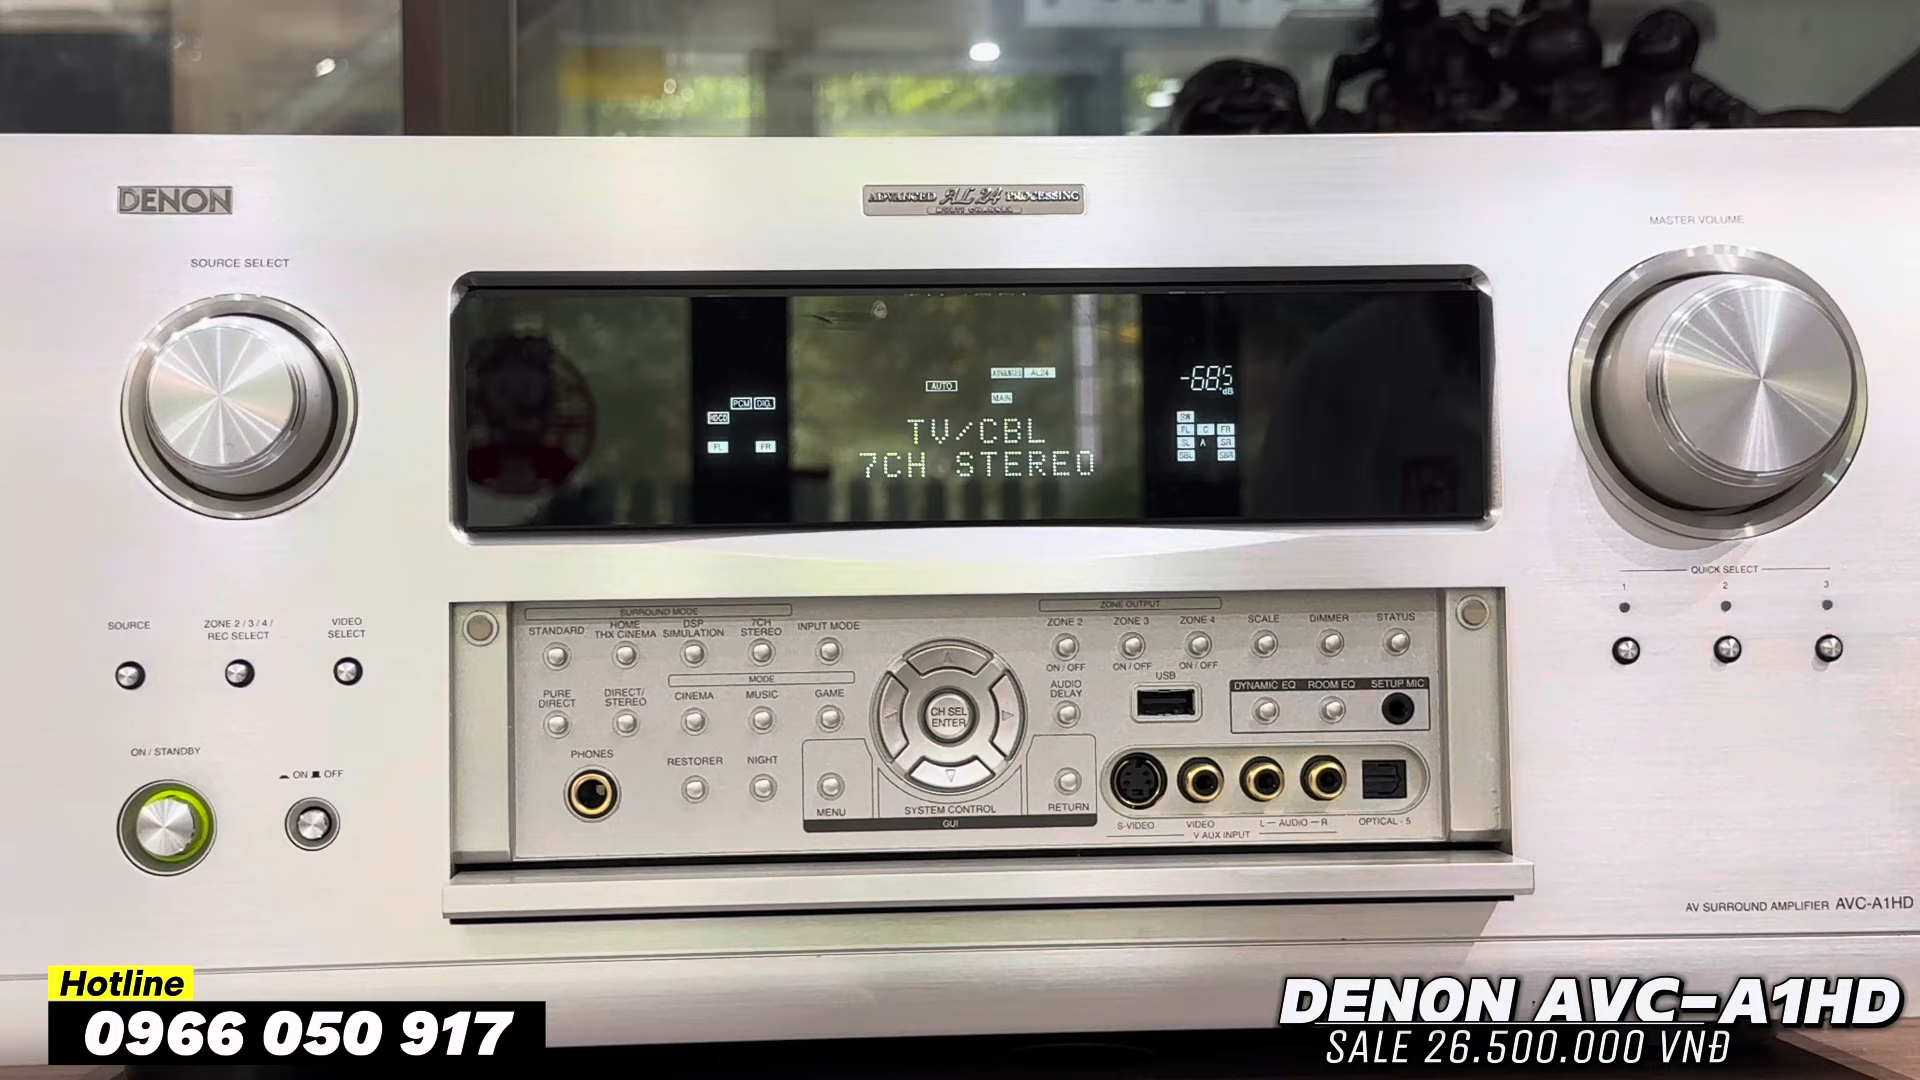 DENON
ADVANCED AL24 PROCESSING
MULTI CHANNEL
MASTER VOLUME
SOURCE SELECT
ADVANCED AL24
AUTO
MAIN
-68.5 dB
PCM DIG.
HDCD
FL FR
SW
FL C FR
SL A SR
SBL SBR
TV/CBL
7CH STEREO
QUICK SELECT
1 2 3
SOURCE
ZONE 2 / 3 / 4 /
REC SELECT
VIDEO
SELECT
SURROUND MODE
STANDARD
HOME
THX CINEMA
DSP
SIMULATION
7CH
STEREO
INPUT MODE
ZONE OUTPUT
ZONE 2
ZONE 3
ZONE 4
SCALE
DIMMER
STATUS
ON / OFF
ON / OFF
ON / OFF
MODE
PURE
DIRECT
DIRECT/
STEREO
CINEMA
MUSIC
GAME
CH SEL
ENTER
AUDIO
DELAY
USB
DYNAMIC EQ
ROOM EQ
SETUP MIC
ON / STANDBY
ON OFF
PHONES
RESTORER
NIGHT
MENU
SYSTEM CONTROL
RETURN
GUI
S-VIDEO
VIDEO
L — AUDIO — R
OPTICAL - 5
V AUX INPUT
AV SURROUND AMPLIFIER AVC-A1HD
Hotline
0966 050 917
DENON AVC-A1HD
SALE 26.500.000 VNĐ